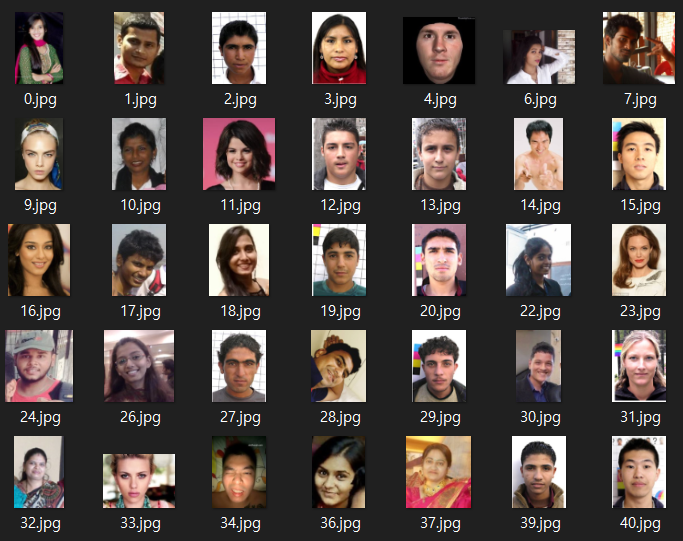 0.jpg 1.jpg 2.jpg 3.jpg 4.jpg 6.jpg 7.jpg
9.jpg 10.jpg 11.jpg 12.jpg 13.jpg 14.jpg 15.jpg
16.jpg 17.jpg 18.jpg 19.jpg 20.jpg 22.jpg 23.jpg
24.jpg 26.jpg 27.jpg 28.jpg 29.jpg 30.jpg 31.jpg
32.jpg 33.jpg 34.jpg 36.jpg 37.jpg 39.jpg 40.jpg